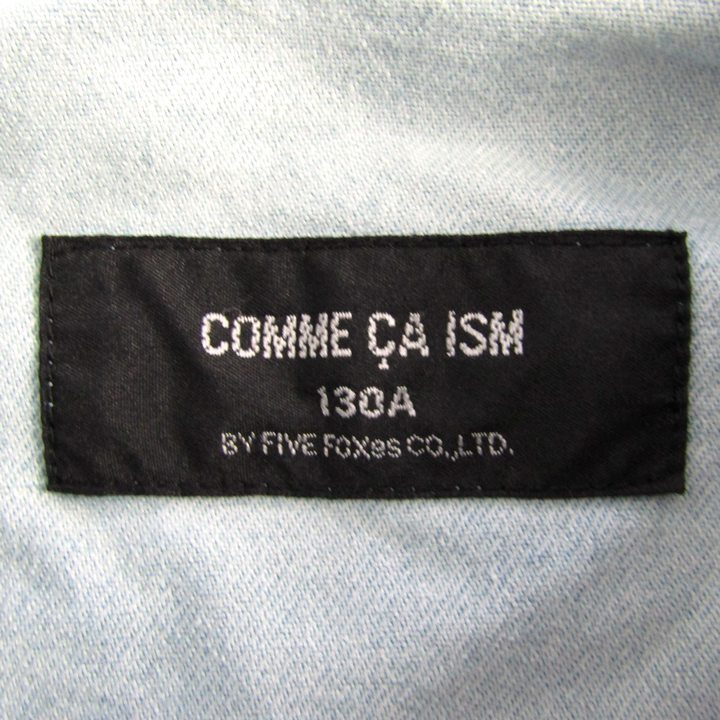 COMME ÇA ISM
130A
BY FIVE FOXes CO.,LTD.